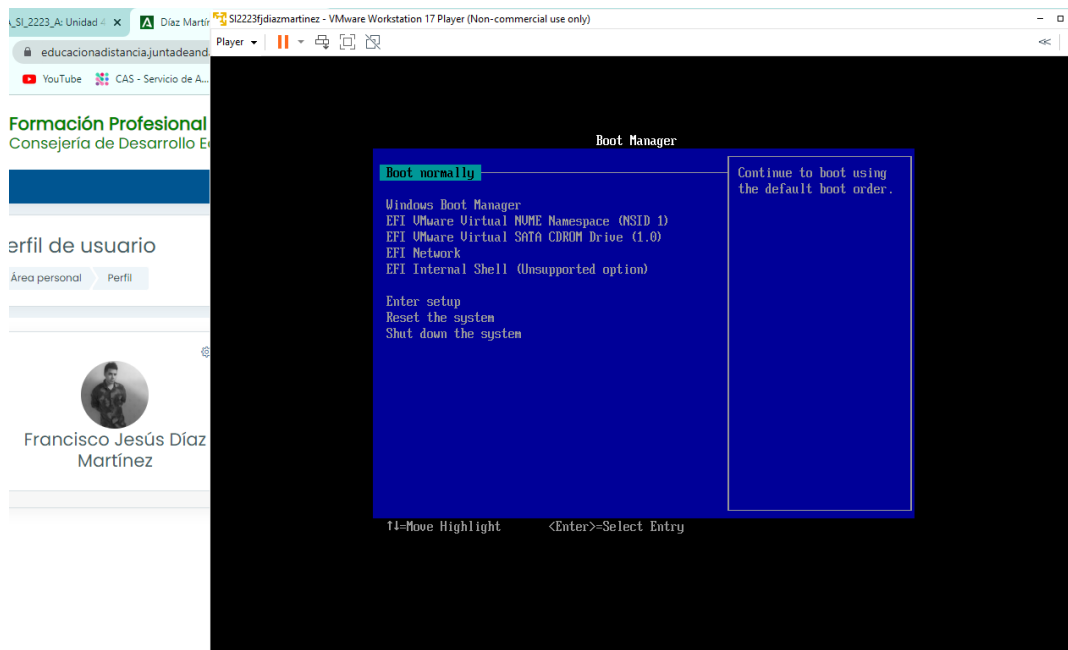 _SI_2223_A: Unidad 4
Díaz Martín
SI2223fjdiazmartinez - VMware Workstation 17 Player (Non-commercial use only)
educacionadistancia.juntadeand
Player
YouTube
CAS - Servicio de A...
Formación Profesional
Consejería de Desarrollo E
erfil de usuario
Área personal
Perfil
Francisco Jesús Díaz
Martínez
Boot Manager
Boot normally
Windows Boot Manager
EFI VMware Virtual NVME Namespace (NSID 1)
EFI VMware Virtual SATA CDROM Drive (1.0)
EFI Network
EFI Internal Shell (Unsupported option)
Enter setup
Reset the system
Shut down the system
Continue to boot using
the default boot order.
↑↓=Move Highlight
<Enter>=Select Entry